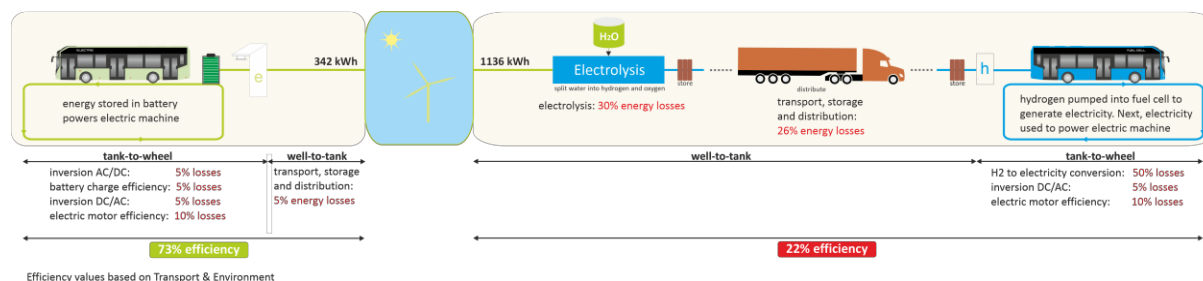 ELECTRIC
e
energy stored in battery
powers electric machine
342 kWh
1136 kWh
H₂O
Electrolysis
split water into hydrogen and oxygen
electrolysis: 30% energy losses
store
distribute
transport, storage
and distribution:
26% energy losses
store
h
FUEL CELL
hydrogen pumped into fuel cell to
generate electricity. Next, electricity
used to power electric machine
tank-to-wheel
inversion AC/DC: 5% losses
battery charge efficiency: 5% losses
inversion DC/AC: 5% losses
electric motor efficiency: 10% losses
well-to-tank
transport, storage
and distribution:
5% energy losses
well-to-tank
tank-to-wheel
H2 to electricity conversion: 50% losses
inversion DC/AC: 5% losses
electric motor efficiency: 10% losses
73% efficiency
22% efficiency
Efficiency values based on Transport & Environment